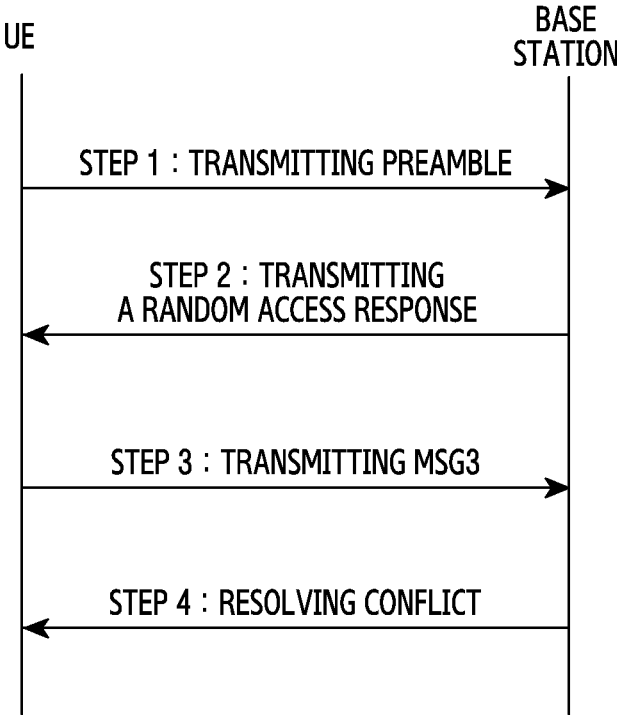 UE
BASE
STATION
STEP 1 : TRANSMITTING PREAMBLE
STEP 2 : TRANSMITTING
A RANDOM ACCESS RESPONSE
STEP 3 : TRANSMITTING MSG3
STEP 4 : RESOLVING CONFLICT